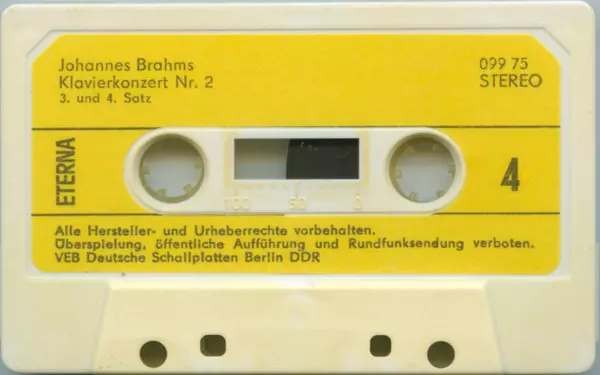 Johannes Brahms
Klavierkonzert Nr. 2
3. und 4. Satz
099 75
STEREO
ETERNA
4
100 50 0
Alle Hersteller- und Urheberrechte vorbehalten.
Überspielung, öffentliche Aufführung und Rundfunksendung verboten.
VEB Deutsche Schallplatten Berlin DDR